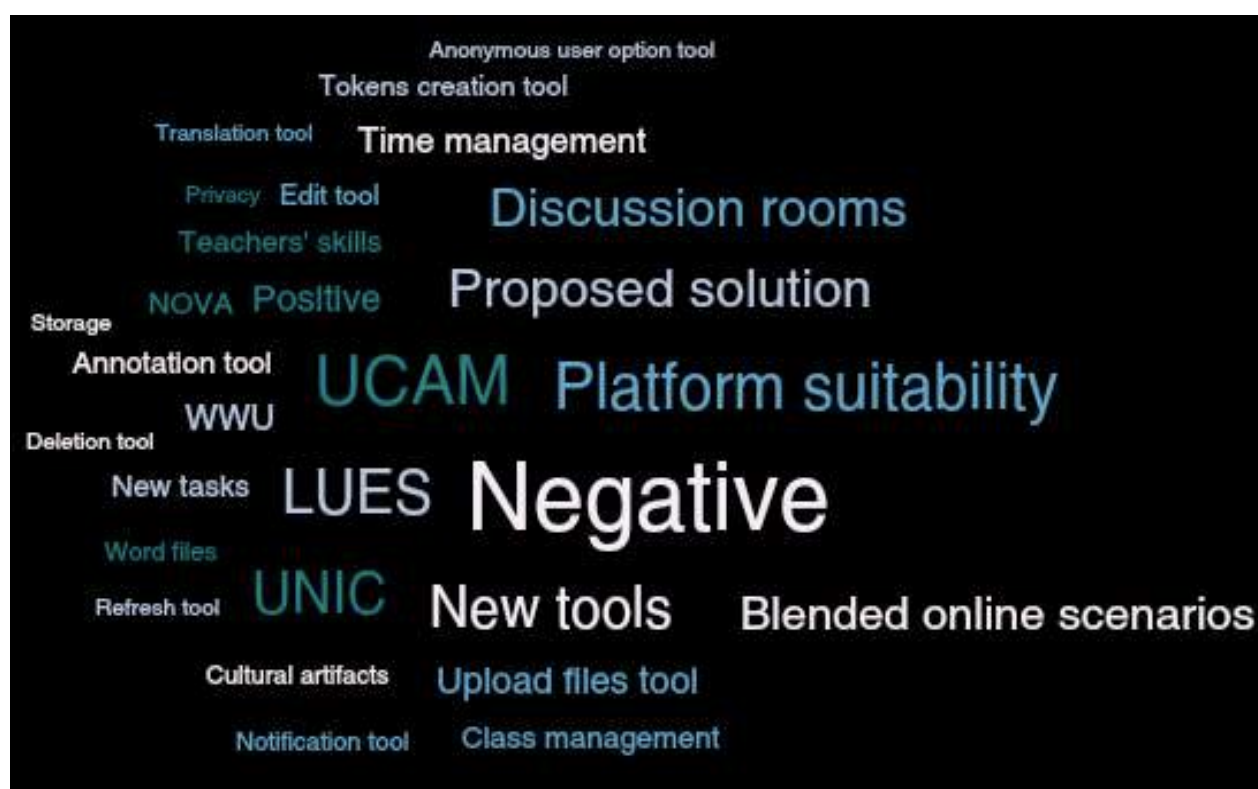 Anonymous user option tool
Tokens creation tool
Translation tool
Time management
Privacy
Edit tool
Discussion rooms
Teachers' skills
Proposed solution
NOVA
Positive
Storage
Annotation tool
UCAM
Platform suitability
WWU
Deletion tool
New tasks
LUES
Negative
Word files
UNIC
New tools
Blended online scenarios
Refresh tool
Cultural artifacts
Upload files tool
Notification tool
Class management